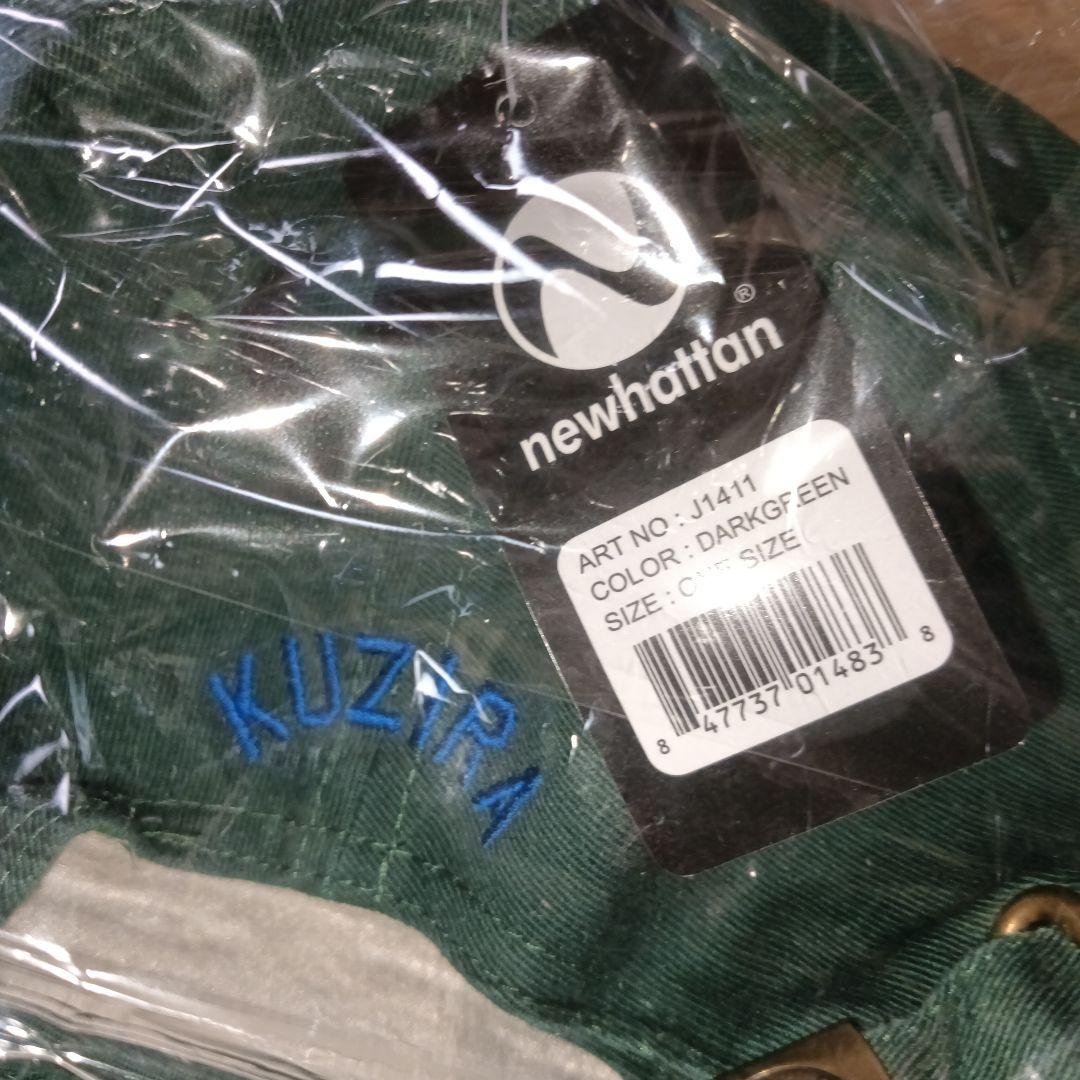 ®
newhattan
ART NO : J1411
COLOR : DARKGREEN
SIZE : ONE SIZE
8 47737 01483 8
KUZIRA